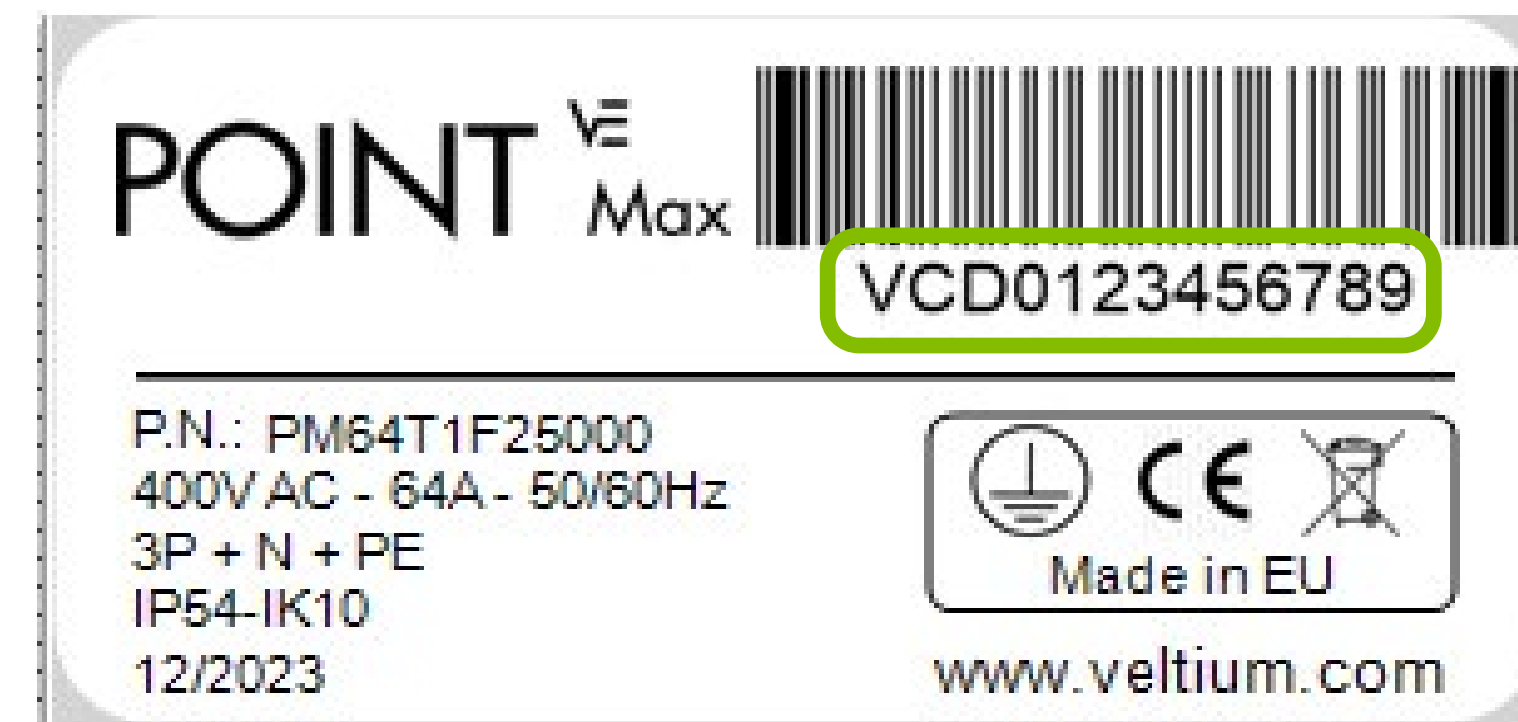 POINT VE
Max
VCD0123456789
P.N.: PM64T1F25000
400V AC - 64A - 50/60Hz
3P + N + PE
IP54-IK10
12/2023
CE
Made in EU
www.veltium.com